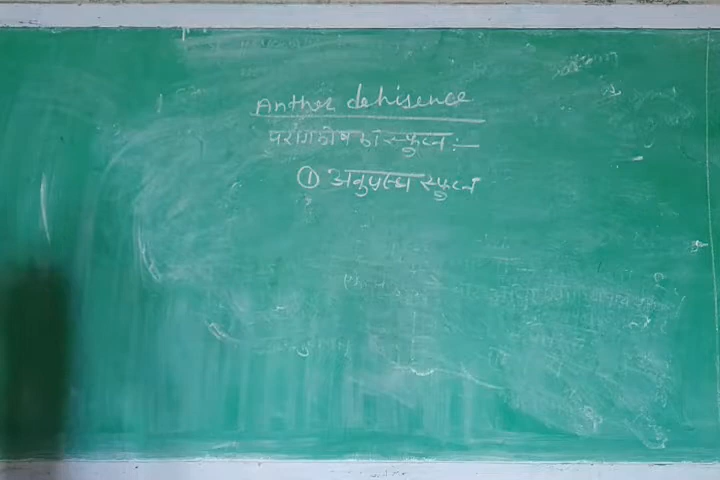 Anther dehisence
परागकोष का स्फुटन :-
① अनुप्रस्थ स्फुटन